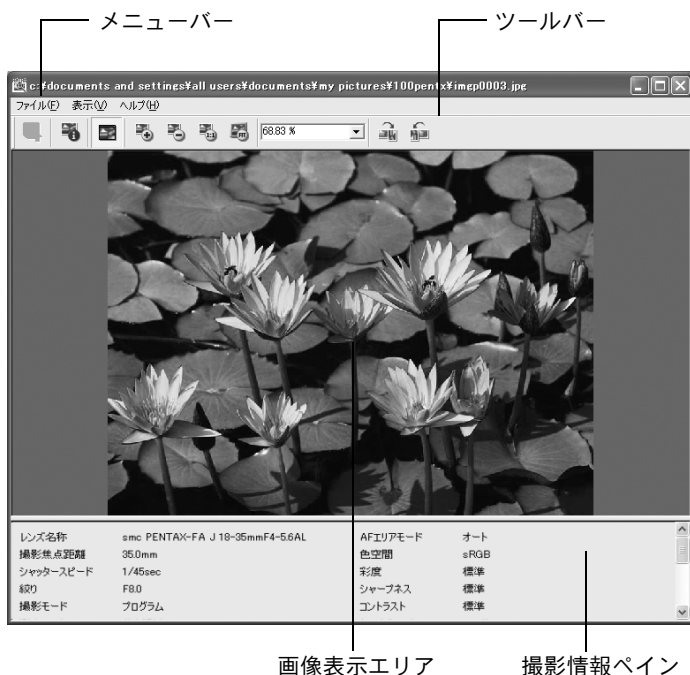 メニューバー
ツールバー
c:¥documents and settings¥all users¥documents¥my pictures¥100pentx¥imgp0003.jpg
ファイル(F) 表示(V) ヘルプ(H)
68.83 %
レンズ名称 smc PENTAX-FA J 18-35mmF4-5.6AL AFエリアモード オート
撮影焦点距離 35.0mm 色空間 sRGB
シャッタースピード 1/45sec 彩度 標準
絞り F8.0 シャープネス 標準
撮影モード プログラム コントラスト 標準
画像表示エリア
撮影情報ペイン